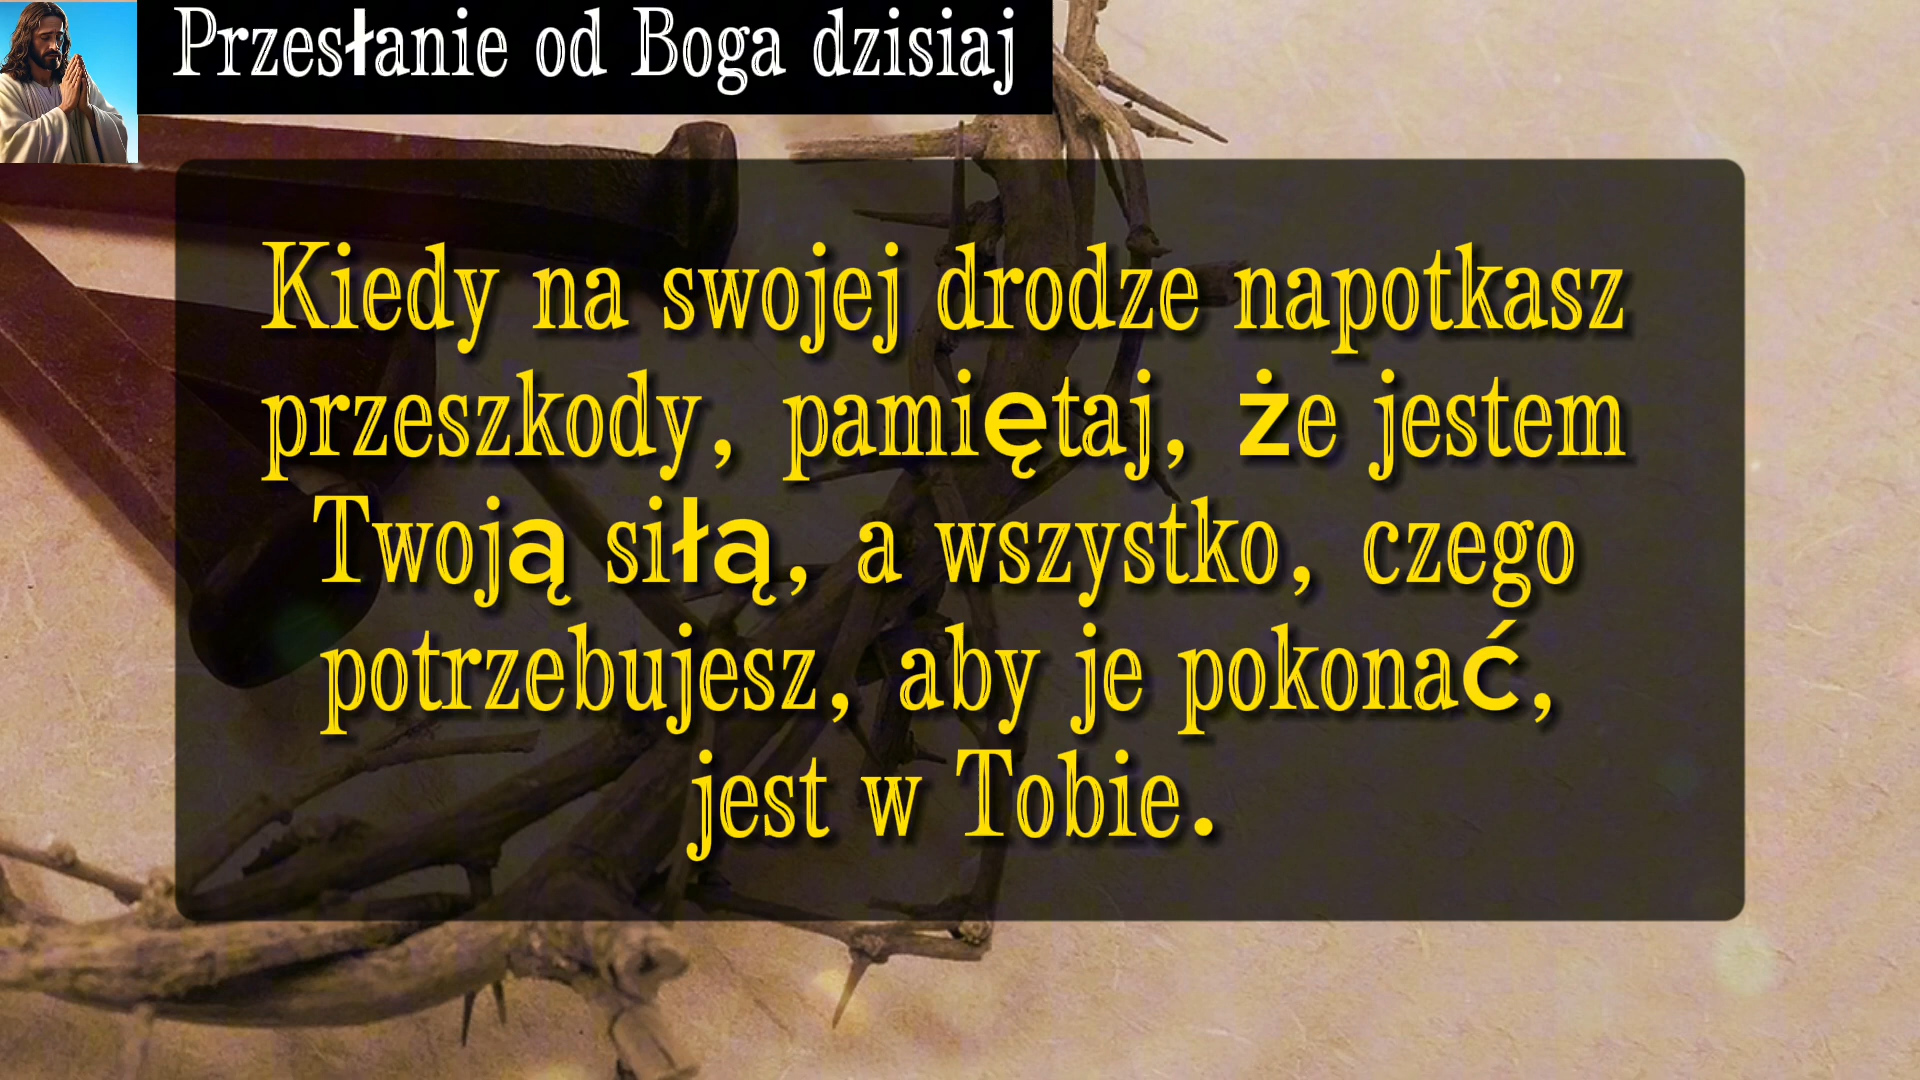 Przesłanie od Boga dzisiaj
Kiedy na swojej drodze napotkasz
przeszkody, pamiętaj, że jestem
Twoją siłą, a wszystko, czego
potrzebujesz, aby je pokonać,
jest w Tobie.